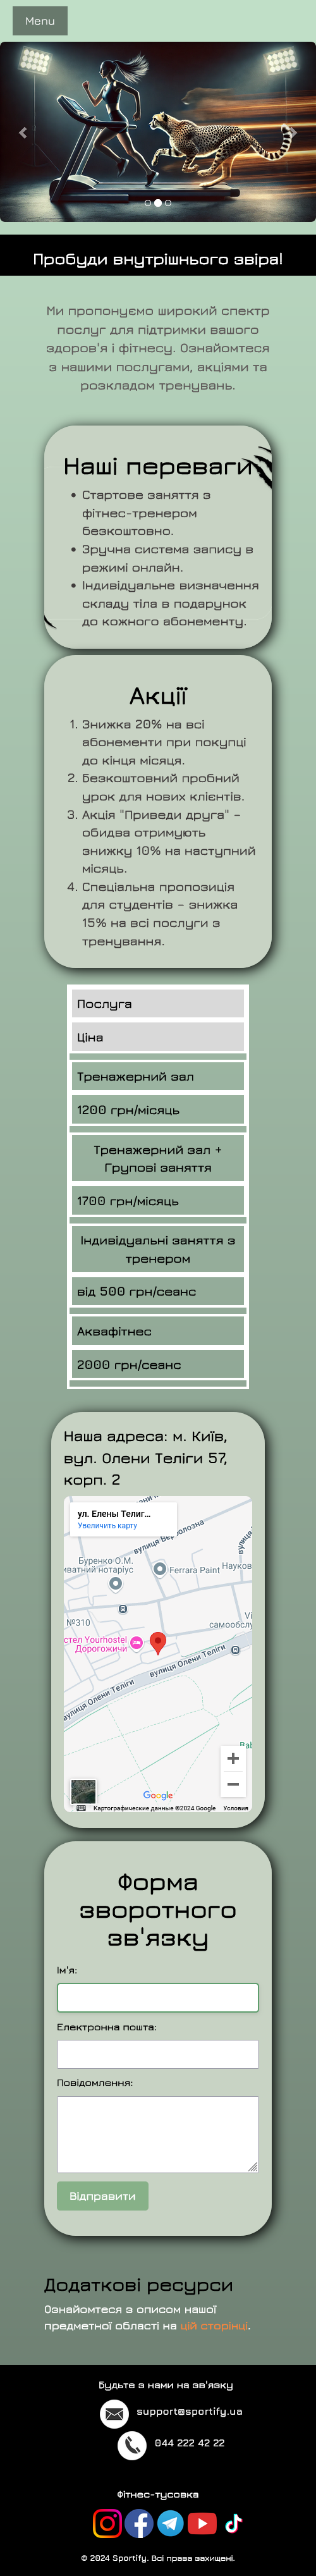 Menu
Пробуди внутрішнього звіра!
Ми пропонуємо широкий спектр
послуг для підтримки вашого
здоров'я і фітнесу. Ознайомтеся
з нашими послугами, акціями та
розкладом тренувань.
Наші переваги
• Стартове заняття з
фітнес-тренером
безкоштовно.
• Зручна система запису в
режимі онлайн.
• Індивідуальне визначення
складу тіла в подарунок
до кожного абонементу.
Акції
1. Знижка 20% на всі
абонементи при покупці
до кінця місяця.
2. Безкоштовний пробний
урок для нових клієнтів.
3. Акція "Приведи друга" –
обидва отримують
знижку 10% на наступний
місяць.
4. Спеціальна пропозиція
для студентів – знижка
15% на всі послуги з
тренування.
Послуга
Ціна
Тренажерний зал
1200 грн/місяць
Тренажерний зал +
Групові заняття
1700 грн/місяць
Індивідуальні заняття з
тренером
від 500 грн/сеанс
Аквафітнес
2000 грн/сеанс
Наша адреса: м. Київ,
вул. Олени Теліги 57,
корп. 2
ул. Елены Телиг...
Увеличить карту
вулиця Верболозна
Буренко О.М.
иватний нотаріус
Ferrara Paint
Науков
№310
Vi
самообслу
стел Yourhostel
Дорогожичи
вулиця Олени Теліги
вулиця Олени Теліги
Bab
Google
Картографические данные ©2024 Google Условия
Форма
зворотного
зв'язку
Ім'я:
Електронна пошта:
Повідомлення:
Відправити
Додаткові ресурси
Ознайомтеся з описом нашої
предметної області на цій сторінці.
Будьте з нами на зв'язку
support@sportify.ua
044 222 42 22
Фітнес-тусовка
© 2024 Sportify. Всі права захищені.